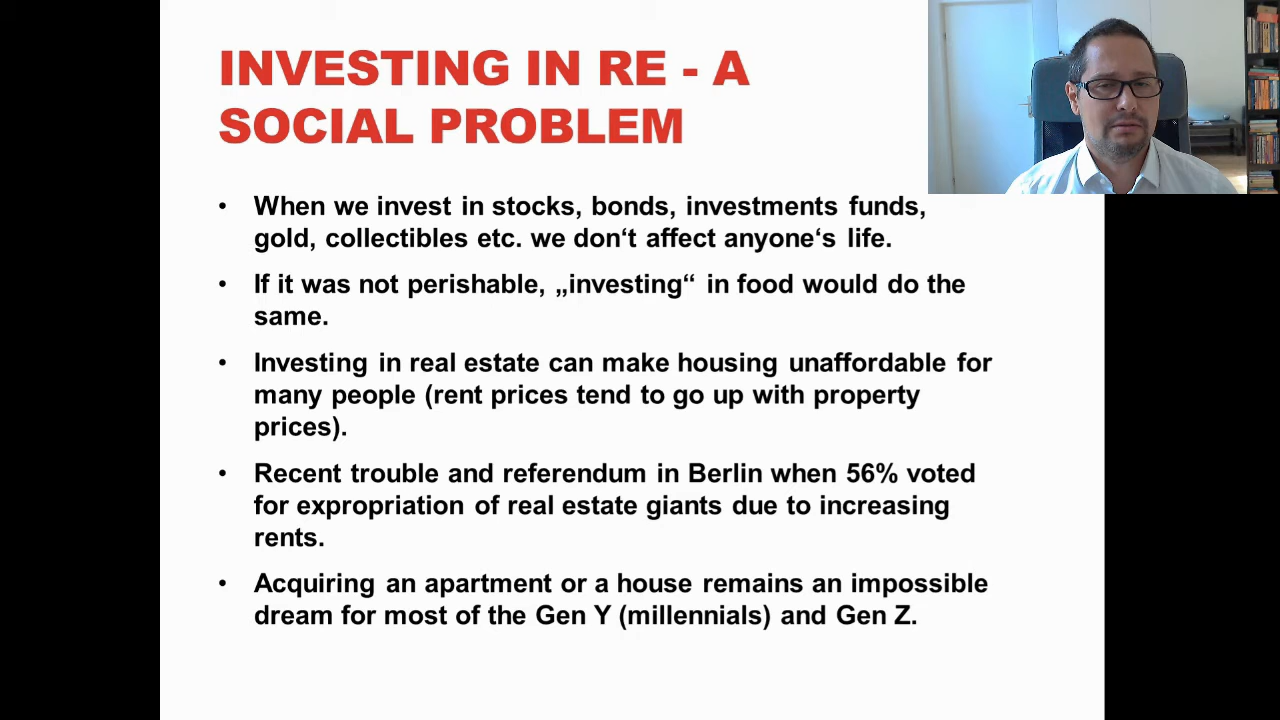 INVESTING IN RE - A
SOCIAL PROBLEM
• When we invest in stocks, bonds, investments funds,
gold, collectibles etc. we don‘t affect anyone‘s life.
• If it was not perishable, „investing“ in food would do the
same.
• Investing in real estate can make housing unaffordable for
many people (rent prices tend to go up with property
prices).
• Recent trouble and referendum in Berlin when 56% voted
for expropriation of real estate giants due to increasing
rents.
• Acquiring an apartment or a house remains an impossible
dream for most of the Gen Y (millennials) and Gen Z.